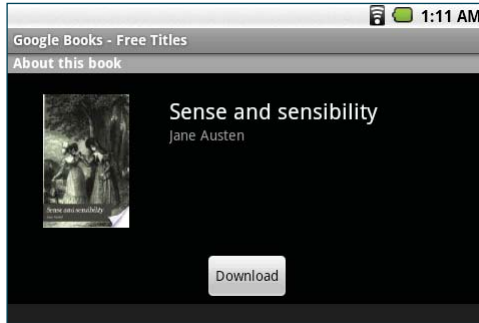 1:11 AM
Google Books - Free Titles
About this book
Sense and sensibility
Jane Austen
Sense and sensibility
Download